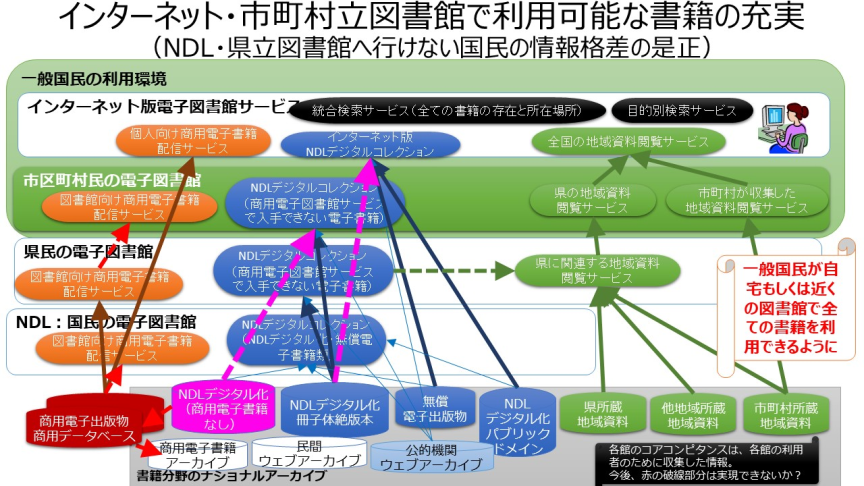 インターネット・市町村立図書館で利用可能な書籍の充実
（NDL・県立図書館へ行けない国民の情報格差の是正）
一般国民の利用環境
インターネット版電子図書館サービス
統合検索サービス（全ての書籍の存在と所在場所）
目的別検索サービス
個人向け商用電子書籍
配信サービス
インターネット版
NDLデジタルコレクション
全国の地域資料閲覧サービス
市区町村民の電子図書館
図書館向け商用電子書籍
配信サービス
NDLデジタルコレクション
（商用電子図書館サービス
で入手できない電子書籍）
県の地域資料
閲覧サービス
市町村が収集した
地域資料閲覧サービス
県民の電子図書館
図書館向け商用電子書籍
配信サービス
NDLデジタルコレクション
（商用電子図書館サービス
で入手できない電子書籍）
県に関連する地域資料
閲覧サービス
一般国民が自
宅もしくは近く
の図書館で全
ての書籍を利
用できるように
NDL：国民の電子図書館
図書館向け商用電子書籍
配信サービス
NDLデジタルコレクション
（NDLデジタル化・無償電
子書籍類）
商用電子出版物
商用データベース
NDLデジタル化
（商用電子書籍
なし）
NDLデジタル化
冊子体絶版本
無償
電子出版物
NDL
デジタル化
パブリック
ドメイン
県所蔵
地域資料
他地域所蔵
地域資料
市町村所蔵
地域資料
商用電子書籍
アーカイブ
民間
ウェブアーカイブ
公的機関
ウェブアーカイブ
書籍分野のナショナルアーカイブ
各館のコアコンピタンスは、各館の利用
者のために収集した情報。
今後、赤の破線部分は実現できないか？